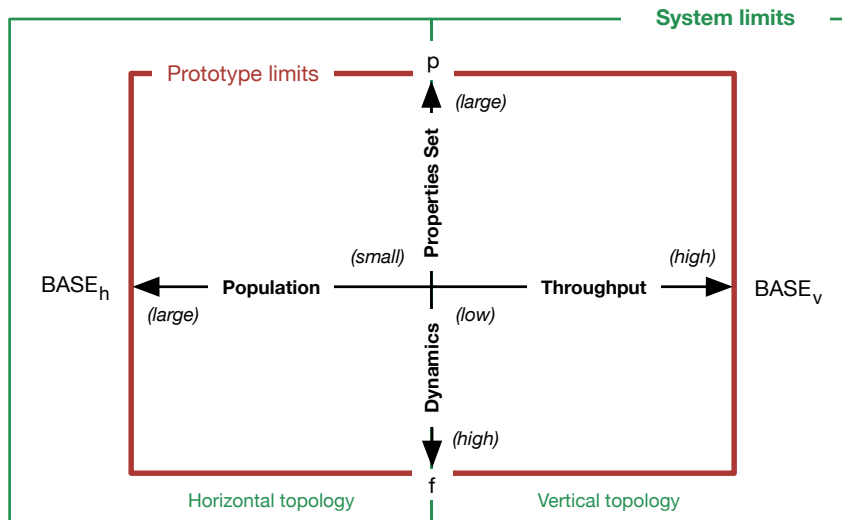 System limits
Prototype limits
p
(large)
Properties Set
(small)
(high)
BASEh
Population
Throughput
BASEv
(large)
(low)
Dynamics
(high)
f
Horizontal topology
Vertical topology